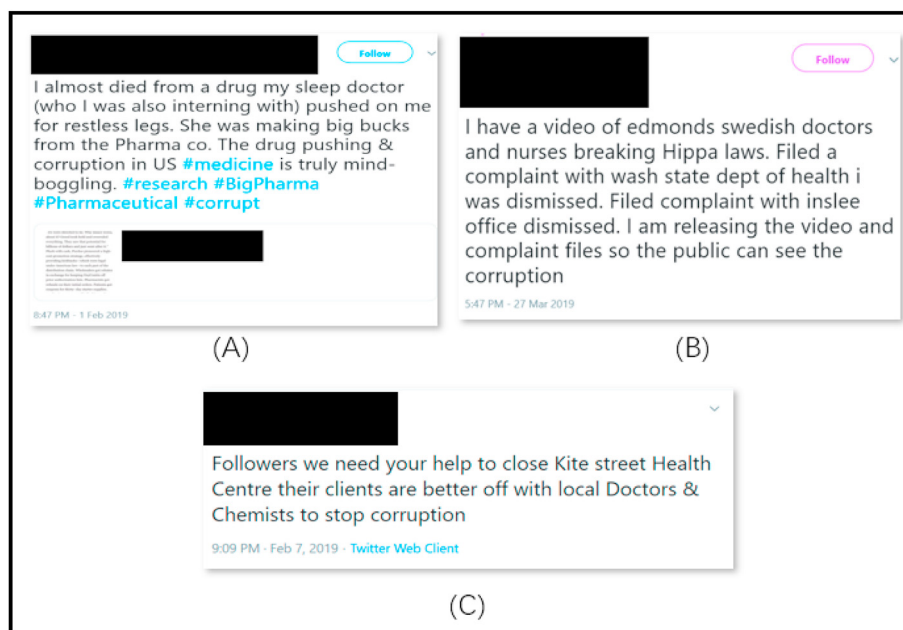 Follow
I almost died from a drug my sleep doctor
(who I was also interning with) pushed on me
for restless legs. She was making big bucks
from the Pharma co. The drug pushing &
corruption in US #medicine is truly mind-
boggling. #research #BigPharma
#Pharmaceutical #corrupt
8:47 PM - 1 Feb 2019
(A)
Follow
I have a video of edmonds swedish doctors
and nurses breaking Hippa laws. Filed a
complaint with wash state dept of health i
was dismissed. Filed complaint with inslee
office dismissed. I am releasing the video and
complaint files so the public can see the
corruption
5:47 PM - 27 Mar 2019
(B)
Followers we need your help to close Kite street Health
Centre their clients are better off with local Doctors &
Chemists to stop corruption
9:09 PM · Feb 7, 2019 · Twitter Web Client
(C)